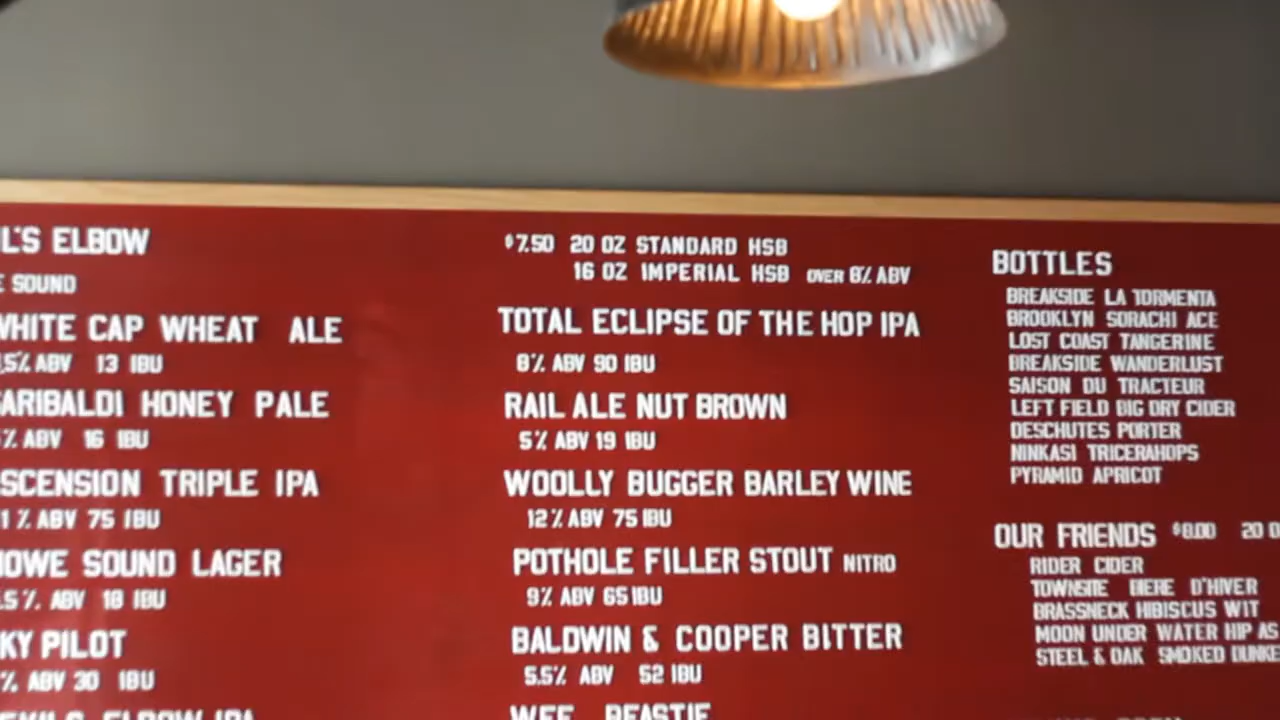 L'S ELBOW
E SOUND
WHITE CAP WHEAT ALE
.5% ABV 13 IBU
ARIBALDI HONEY PALE
% ABV 16 IBU
SCENSION TRIPLE IPA
1 % ABV 75 IBU
OWE SOUND LAGER
.5 % ABV 18 IBU
KY PILOT
% ABV 30 IBU
ELBOW IPA
$7.50 20 OZ STANDARD HSB
16 OZ IMPERIAL HSB OVER 8% ABV
TOTAL ECLIPSE OF THE HOP IPA
8% ABV 90 IBU
RAIL ALE NUT BROWN
5% ABV 19 IBU
WOOLLY BUGGER BARLEY WINE
12% ABV 75 IBU
POTHOLE FILLER STOUT NITRO
9% ABV 65 IBU
BALDWIN & COOPER BITTER
5.5% ABV 52 IBU
WEE BEASTIE
BOTTLES
BREAKSIDE LA TORMENTA
BROOKLYN SORACHI ACE
LOST COAST TANGERINE
BREAKSIDE WANDERLUST
SAISON DU TRACTEUR
LEFT FIELD BIG DRY CIDER
DESCHUTES PORTER
NINKASI TRICERAHOPS
PYRAMID APRICOT
OUR FRIENDS $8.00 20 O
RIDER CIDER
TOWNSITE BIERE D'HIVER
BRASSNECK HIBISCUS WIT
MOON UNDER WATER HIP AS
STEEL & OAK SMOKED DUNKE